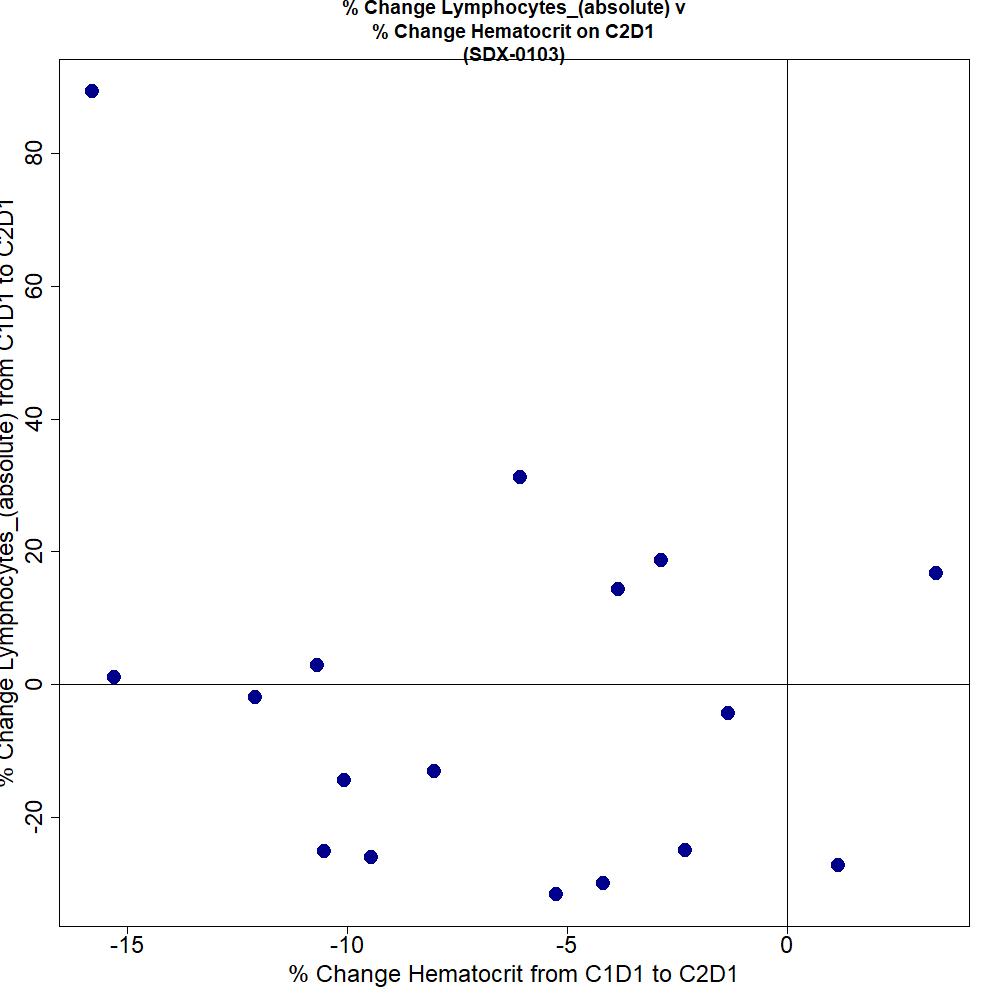 % Change Lymphocytes_(absolute) v
% Change Hematocrit on C2D1
(SDX-0103)
% Change Lymphocytes_(absolute) from C1D1 to C2D1
80
60
40
20
0
-20
-15
-10
-5
0
% Change Hematocrit from C1D1 to C2D1